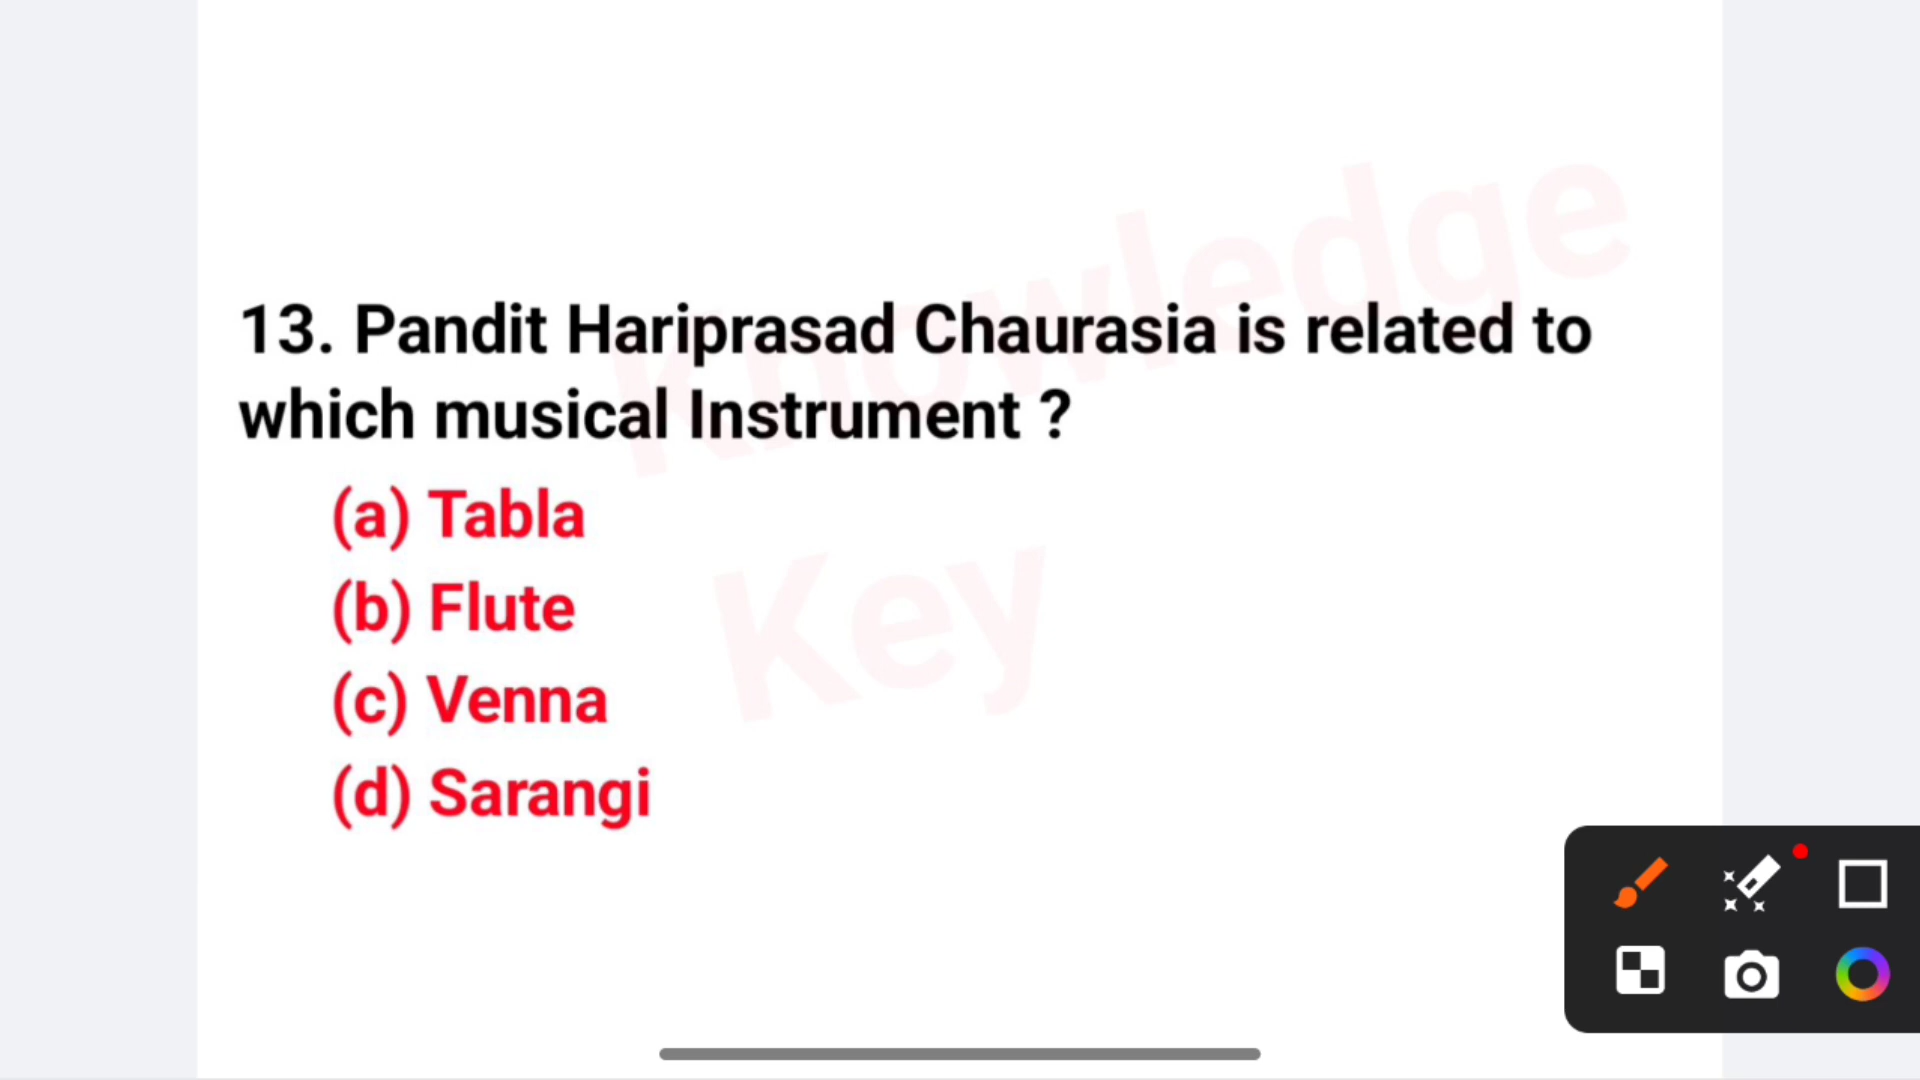 Knowledge
13. Pandit Hariprasad Chaurasia is related to
which musical Instrument ?
(a) Tabla
(b) Flute
Key
(c) Venna
(d) Sarangi